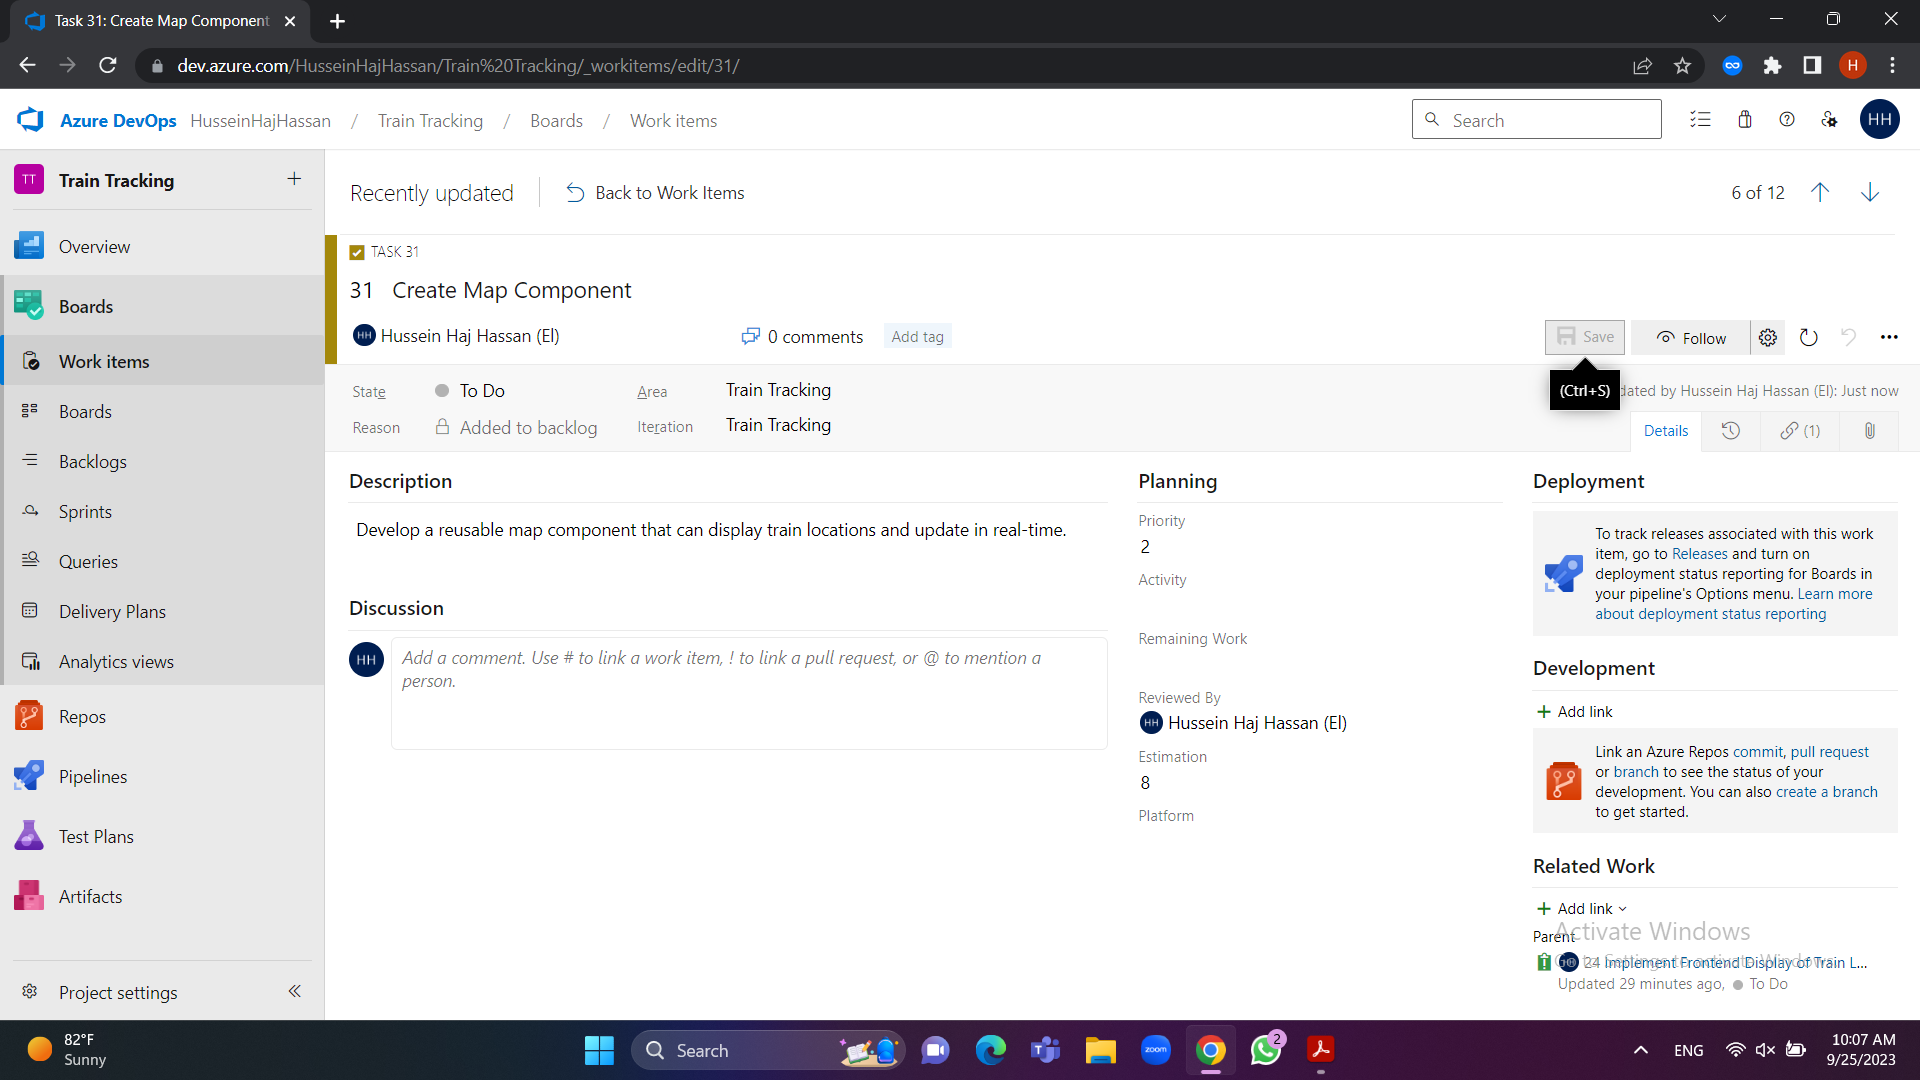 Task 31: Create Map Component
dev.azure.com/HusseinHajHassan/Train%20Tracking/_workitems/edit/31/
H
Azure DevOps HusseinHajHassan / Train Tracking / Boards / Work items
Search
HH
TT Train Tracking
Overview
Boards
Work items
Boards
Backlogs
Sprints
Queries
Delivery Plans
Analytics views
Repos
Pipelines
Test Plans
Artifacts
Project settings
Recently updated
Back to Work Items
6 of 12
TASK 31
31 Create Map Component
HH Hussein Haj Hassan (El)
0 comments
Add tag
Save
Follow
(Ctrl+S)
State
To Do
Area
Train Tracking
dated by Hussein Haj Hassan (El): Just now
Reason
Added to backlog
Iteration
Train Tracking
Details
(1)
Description
Develop a reusable map component that can display train locations and update in real-time.
Discussion
HH
Add a comment. Use # to link a work item, ! to link a pull request, or @ to mention a
person.
Planning
Priority
2
Activity
Remaining Work
Reviewed By
HH Hussein Haj Hassan (El)
Estimation
8
Platform
Deployment
To track releases associated with this work
item, go to Releases and turn on
deployment status reporting for Boards in
your pipeline's Options menu. Learn more
about deployment status reporting
Development
Add link
Link an Azure Repos commit, pull request
or branch to see the status of your
development. You can also create a branch
to get started.
Related Work
Add link
Activate Windows
Parent
Go to Settings to activate Windows.
24 Implement Frontend Display of Train L...
Updated 29 minutes ago, To Do
82°F
Sunny
Search
zoom
2
ENG
10:07 AM
9/25/2023